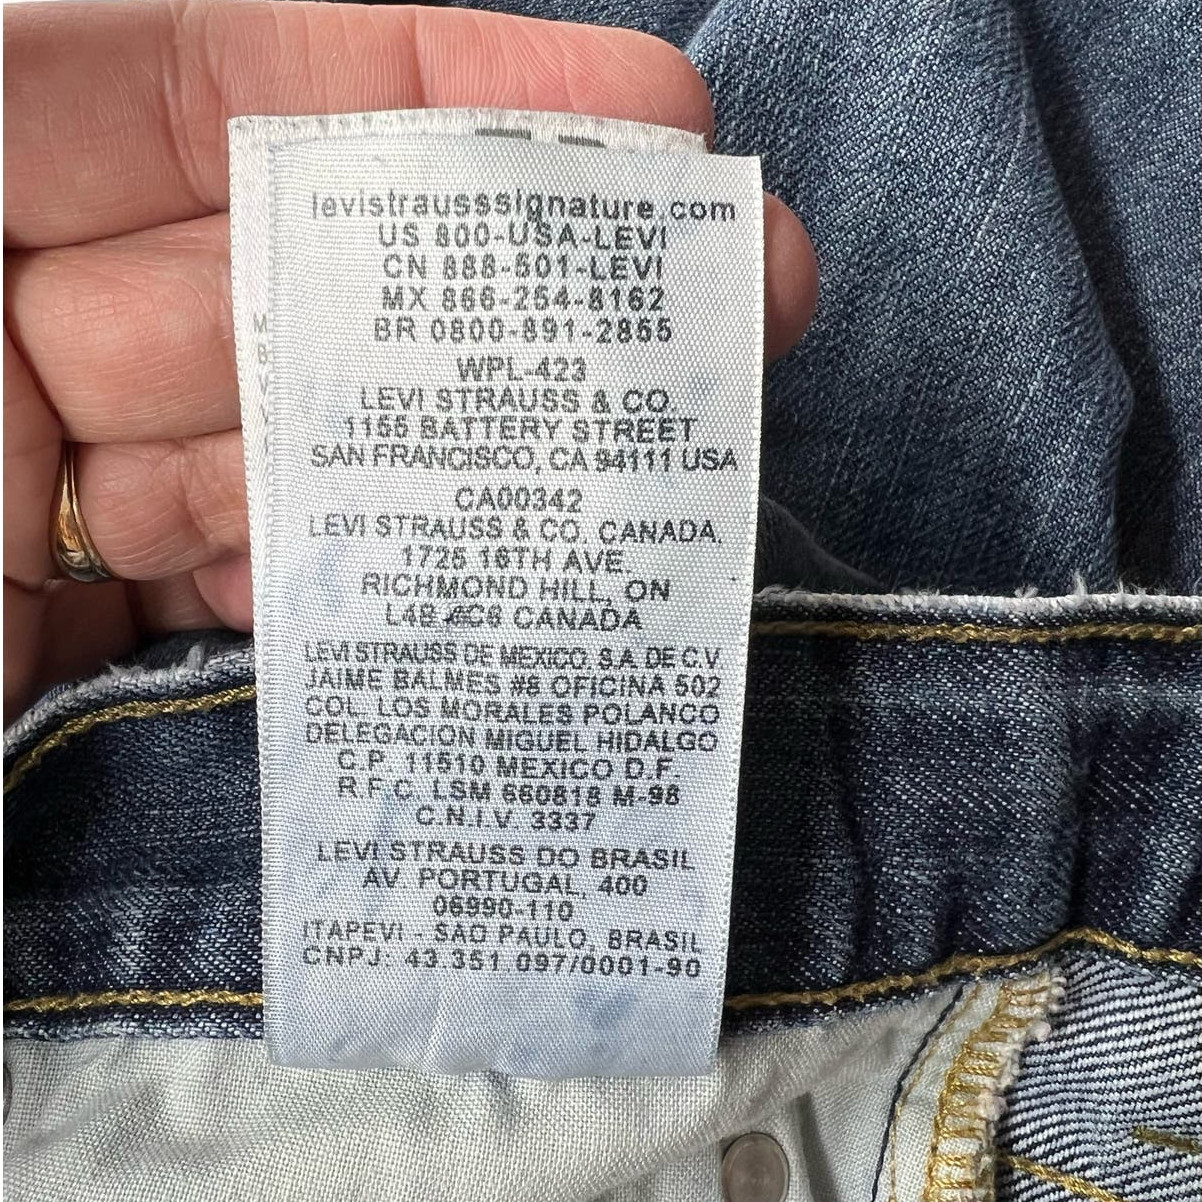 levistrausssignature.com
US 800-USA-LEVI
CN 888-501-LEVI
MX 866-254-8162
BR 0800-891-2855
WPL-423
LEVI STRAUSS & CO.
1155 BATTERY STREET
SAN FRANCISCO, CA 94111 USA
CA00342
LEVI STRAUSS & CO. CANADA,
1725 16TH AVE.
RICHMOND HILL, ON
L4B 4C6 CANADA
LEVI STRAUSS DE MEXICO, S.A. DE C.V
JAIME BALMES #8 OFICINA 502
COL. LOS MORALES POLANCO
DELEGACION MIGUEL HIDALGO
C.P. 11510 MEXICO D.F.
R.F.C. LSM 660818 M-98
C.N.I.V. 3337
LEVI STRAUSS DO BRASIL
AV. PORTUGAL, 400
06990-110
ITAPEVI - SAO PAULO, BRASIL
CNPJ: 43.351.097/0001-90